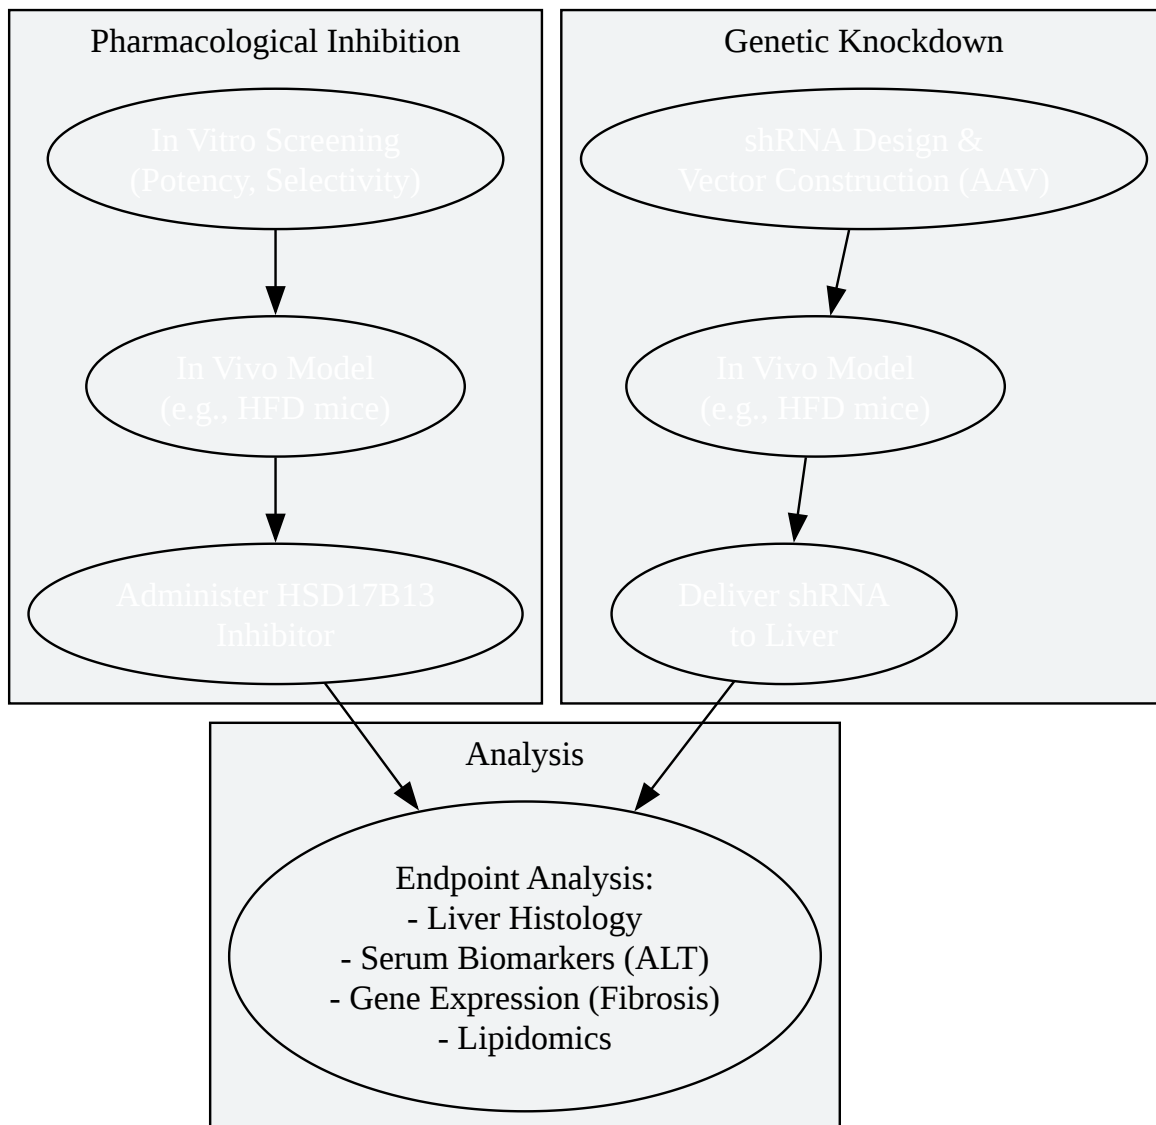 Pharmacological Inhibition
In Vitro Screening
(Potency, Selectivity)
In Vivo Model
(e.g., HFD mice)
Administer HSD17B13
Inhibitor
Genetic Knockdown
shRNA Design &
Vector Construction (AAV)
In Vivo Model
(e.g., HFD mice)
Deliver shRNA
to Liver
Analysis
Endpoint Analysis:
- Liver Histology
- Serum Biomarkers (ALT)
- Gene Expression (Fibrosis)
- Lipidomics